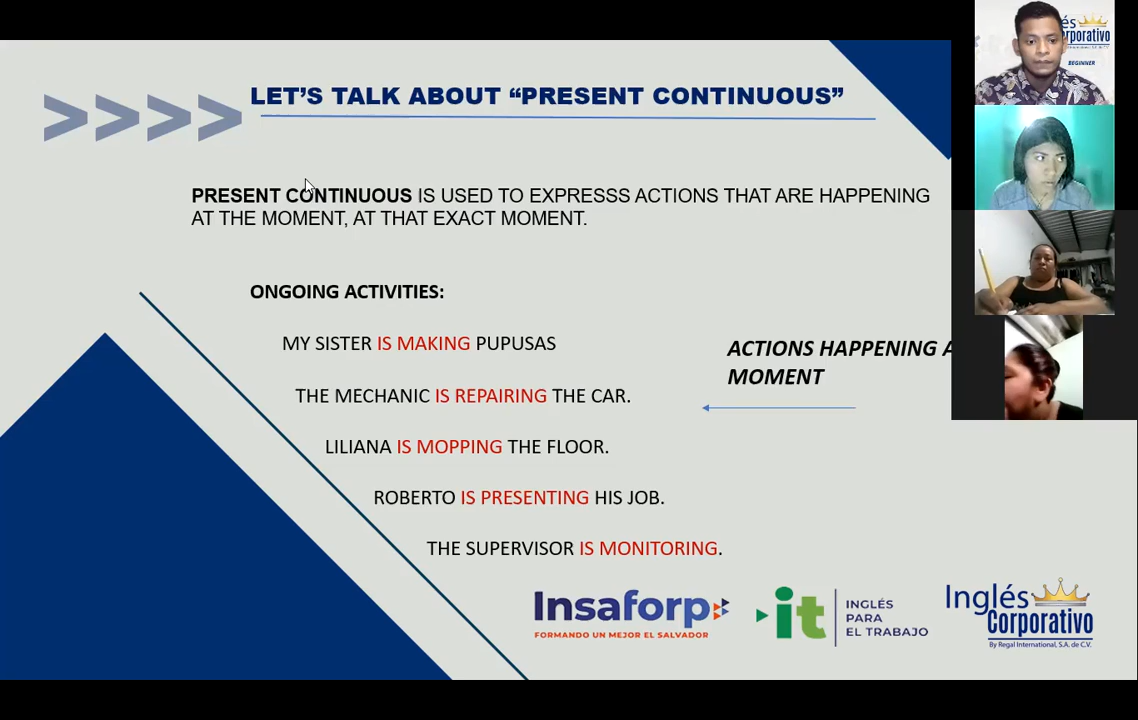 LET'S TALK ABOUT “PRESENT CONTINUOUS”
PRESENT CONTINUOUS IS USED TO EXPRESSS ACTIONS THAT ARE HAPPENING
AT THE MOMENT, AT THAT EXACT MOMENT.
ONGOING ACTIVITIES:
MY SISTER IS MAKING PUPUSAS
THE MECHANIC IS REPAIRING THE CAR.
LILIANA IS MOPPING THE FLOOR.
ROBERTO IS PRESENTING HIS JOB.
THE SUPERVISOR IS MONITORING.
ACTIONS HAPPENING
MOMENT
Insaforp
FORMANDO UN MEJOR EL SALVADOR
it
INGLÉS
PARA
EL TRABAJO
Inglés
Corporativo
By Regal International, S.A. de C.V.
BEGINNER